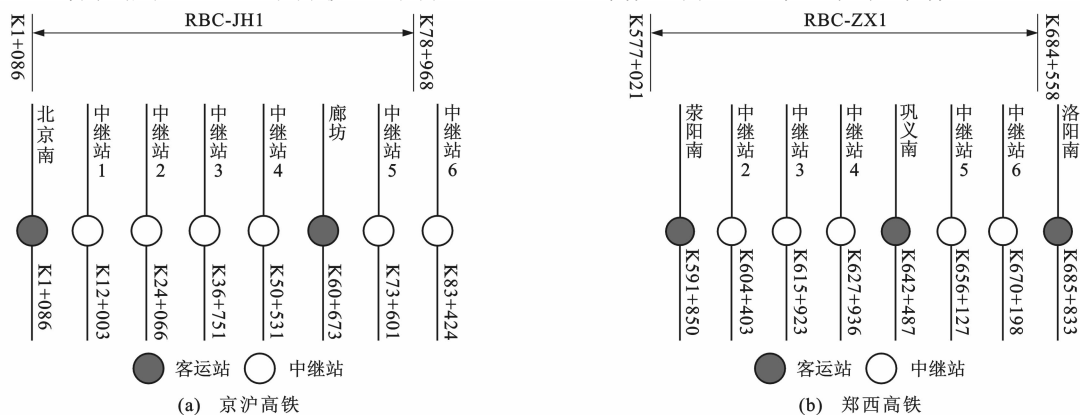 RBC-JH1
K1+086
K78+968
北京南
中继站1
中继站2
中继站3
中继站4
廊坊
中继站5
中继站6
K1+086
K12+003
K24+066
K36+751
K50+531
K60+673
K73+601
K83+424
客运站
中继站
(a) 京沪高铁
RBC-ZX1
K577+021
K684+558
荥阳南
中继站2
中继站3
中继站4
巩义南
中继站5
中继站6
洛阳南
K591+850
K604+403
K615+923
K627+936
K642+487
K656+127
K670+198
K685+833
客运站
中继站
(b) 郑西高铁